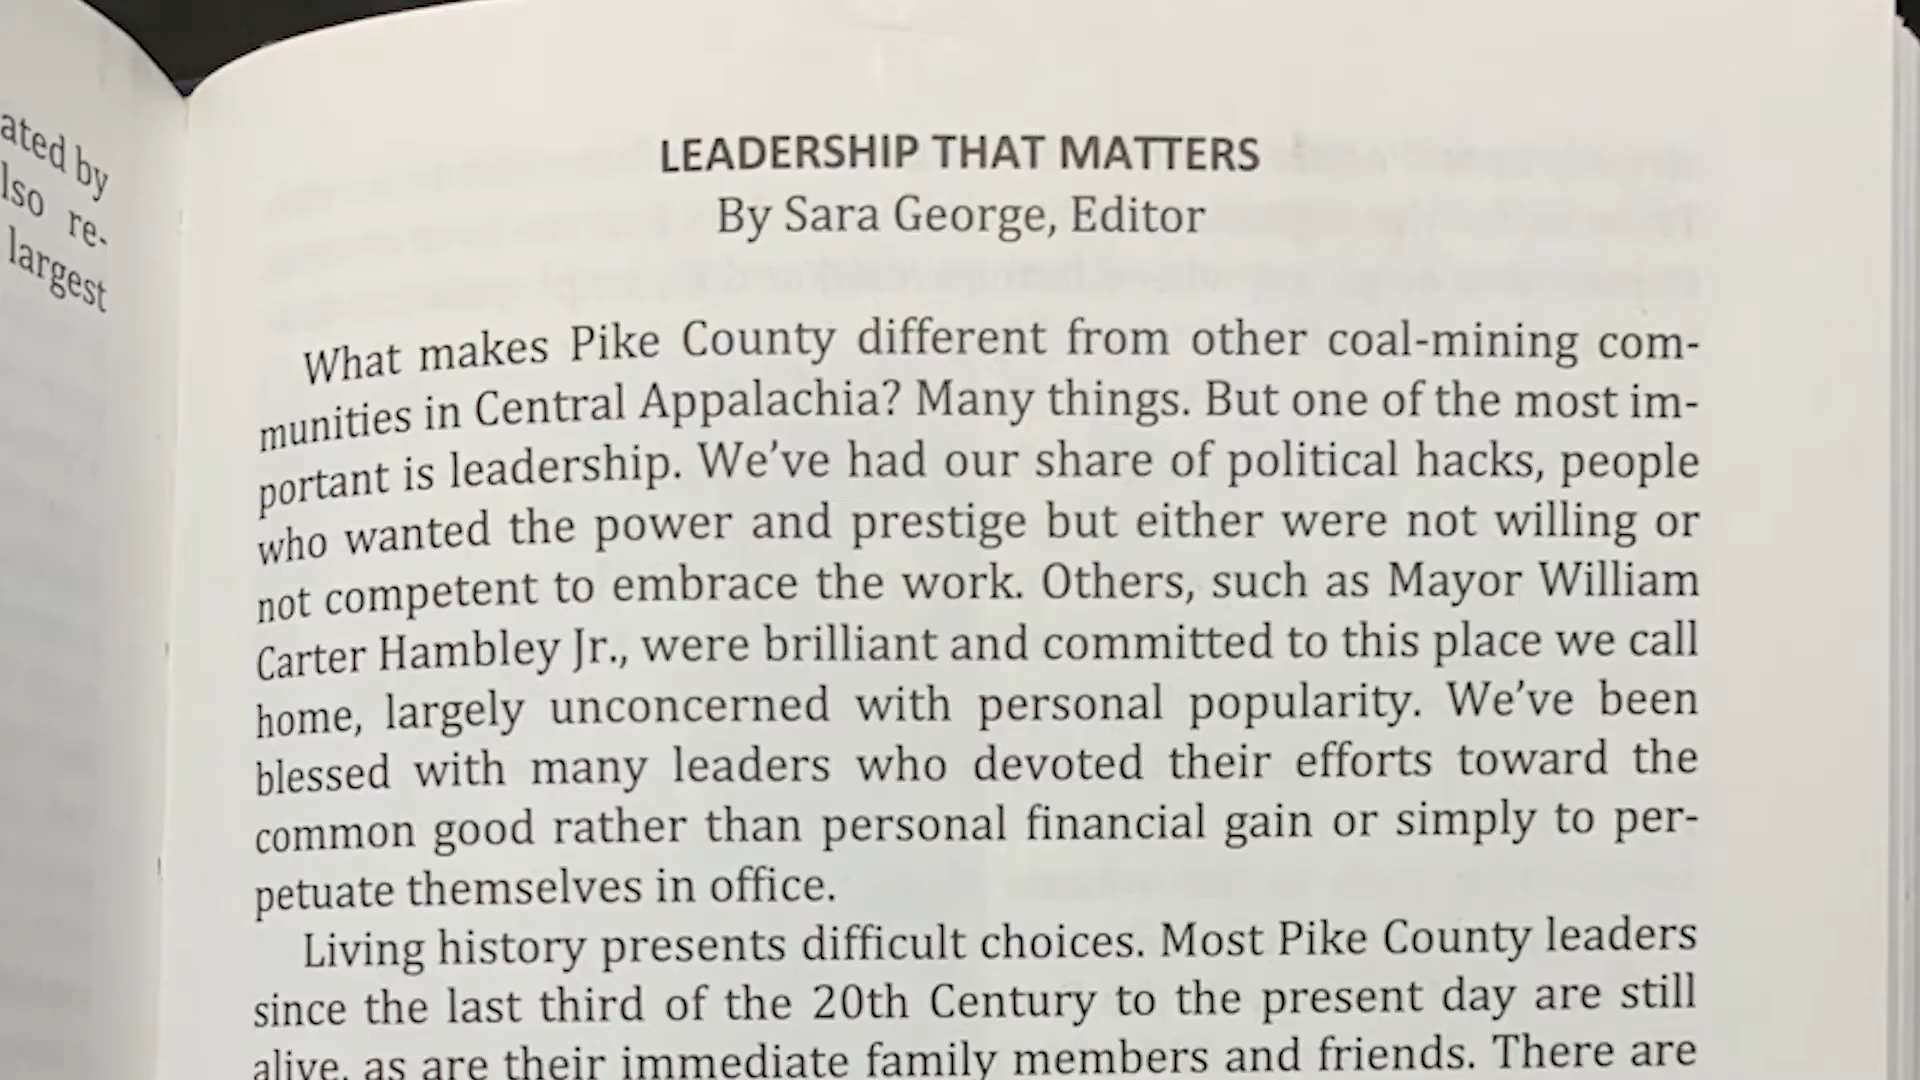 ated by
lso re-
largest
LEADERSHIP THAT MATTERS
By Sara George, Editor
What makes Pike County different from other coal-mining com-
munities in Central Appalachia? Many things. But one of the most im-
portant is leadership. We've had our share of political hacks, people
who wanted the power and prestige but either were not willing or
not competent to embrace the work. Others, such as Mayor William
Carter Hambley Jr., were brilliant and committed to this place we call
home, largely unconcerned with personal popularity. We've been
blessed with many leaders who devoted their efforts toward the
common good rather than personal financial gain or simply to per-
petuate themselves in office.
Living history presents difficult choices. Most Pike County leaders
since the last third of the 20th Century to the present day are still
alive, as are their immediate family members and friends. There are